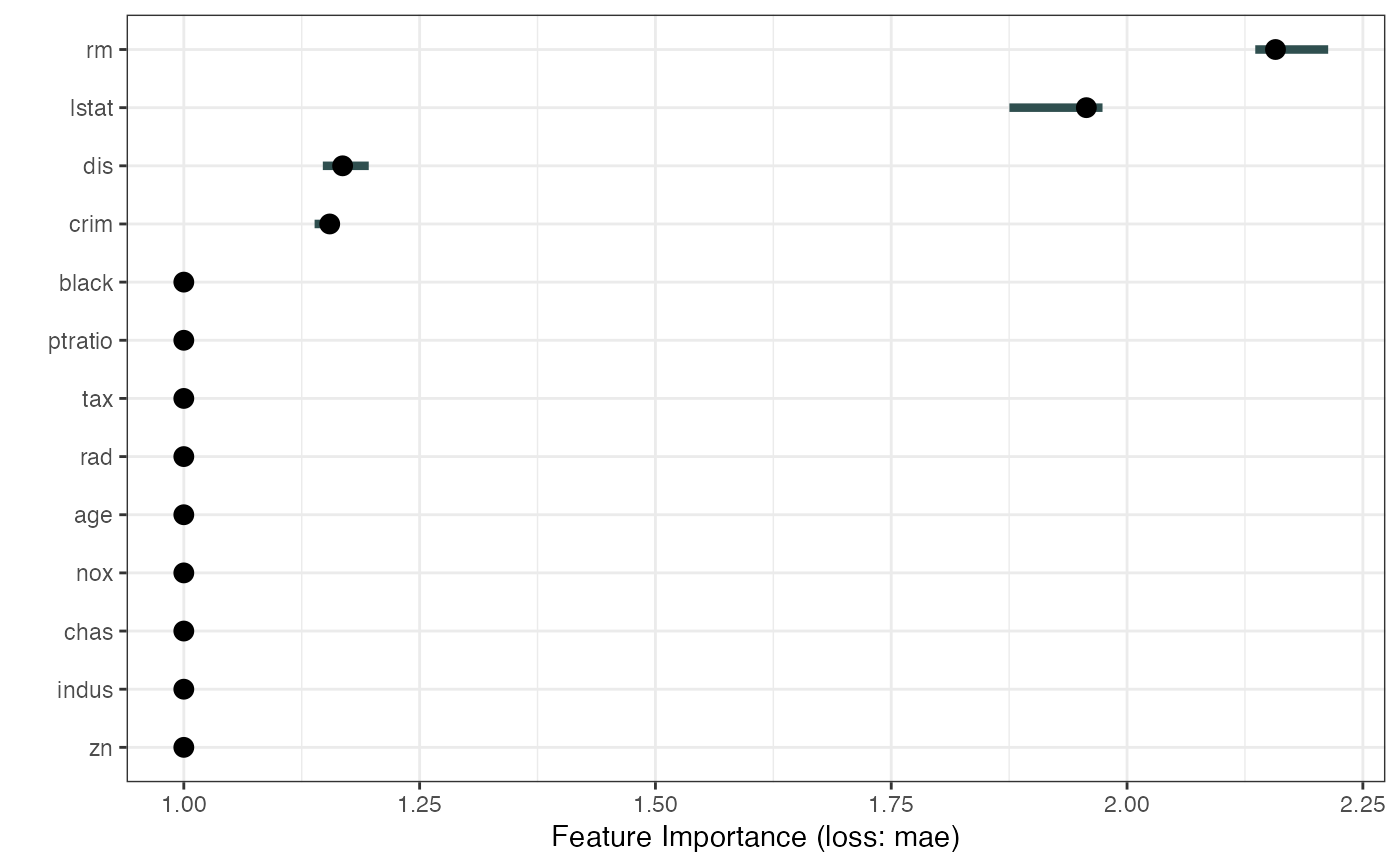 rm
lstat
dis
crim
black
ptratio
tax
rad
age
nox
chas
indus
zn
1.00 1.25 1.50 1.75 2.00 2.25
Feature Importance (loss: mae)